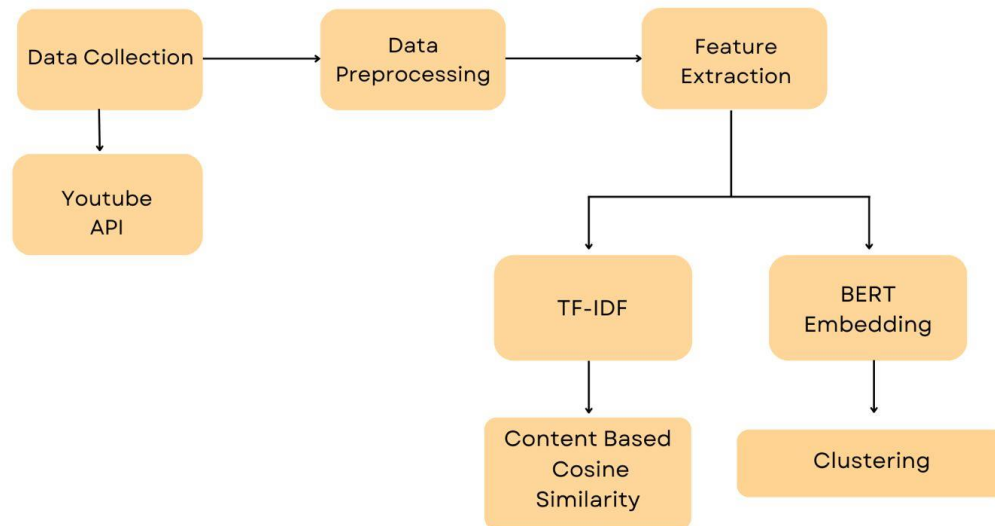 Data Collection
Data
Preprocessing
Feature
Extraction
Youtube
API
TF-IDF
BERT
Embedding
Content Based
Cosine
Similarity
Clustering